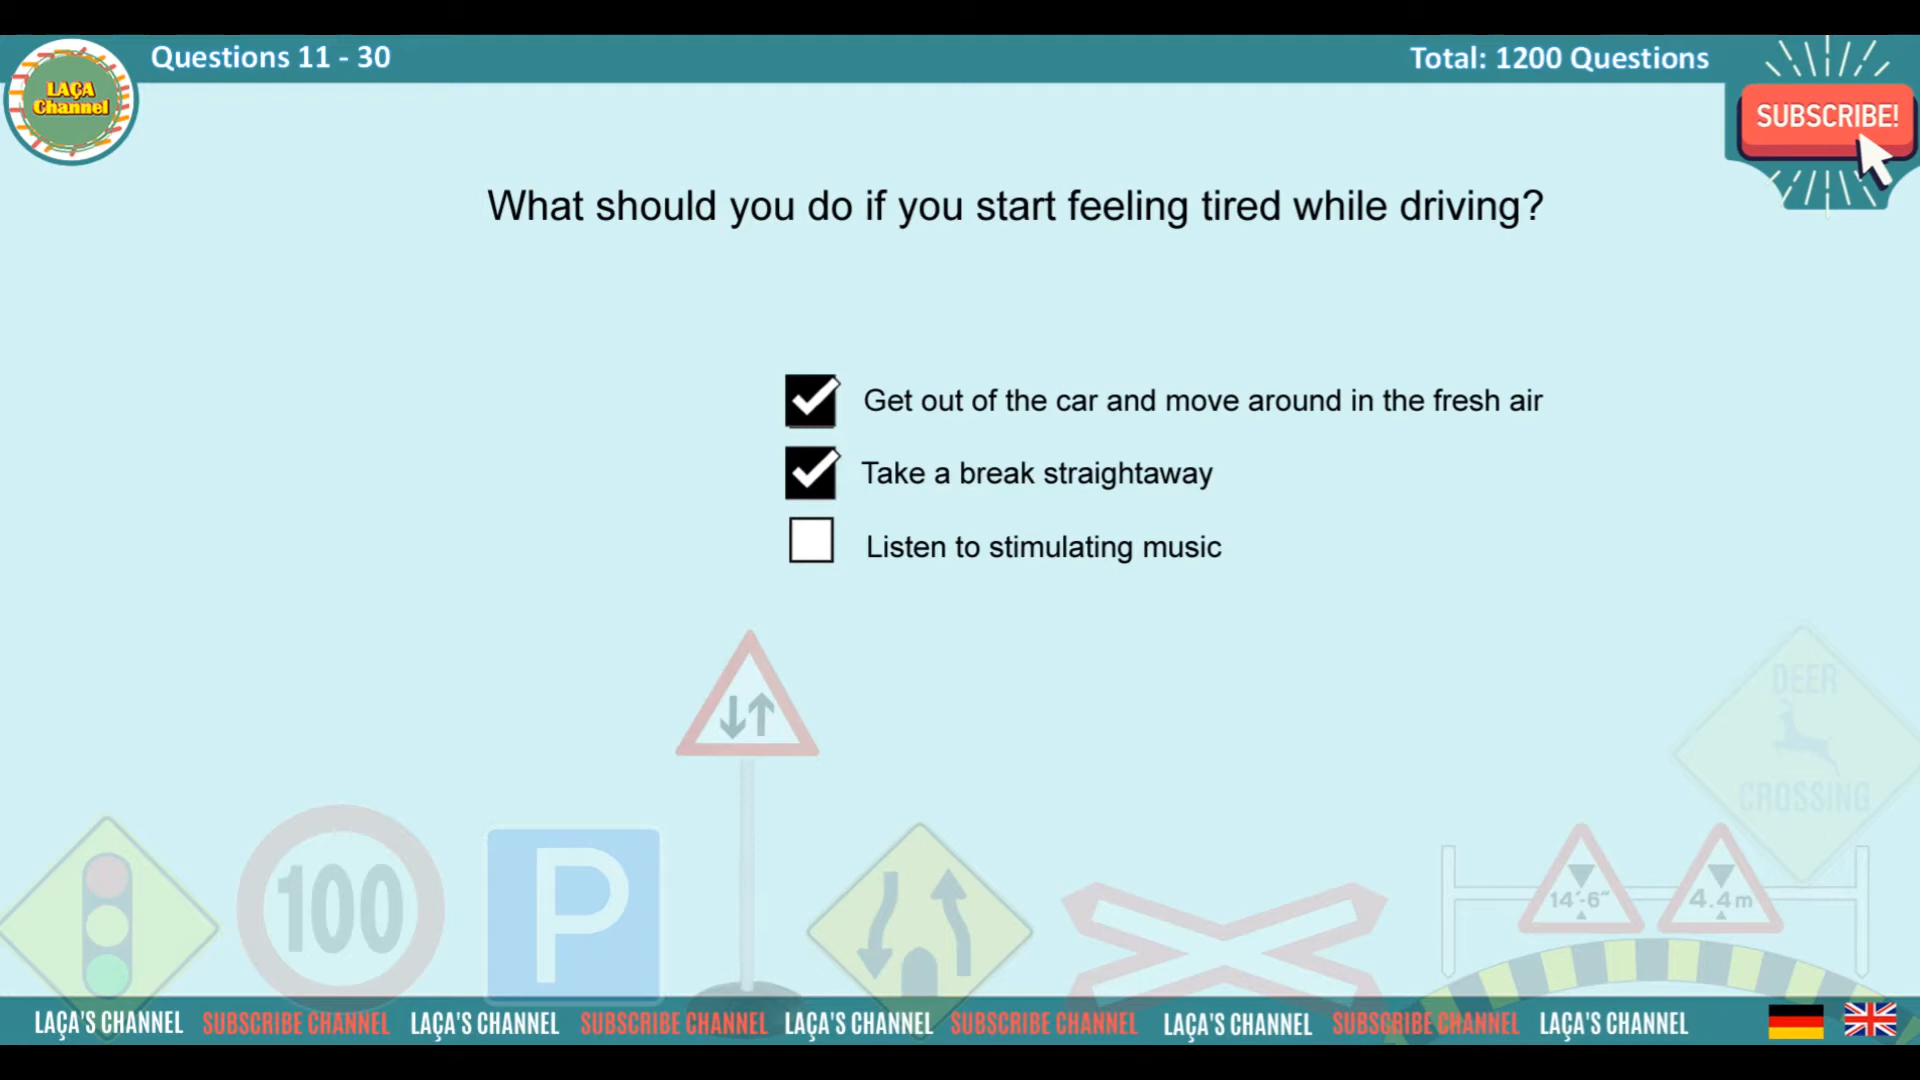 Questions 11 - 30
Total: 1200 Questions
LAÇA
Channel
SUBSCRIBE!
What should you do if you start feeling tired while driving?
Get out of the car and move around in the fresh air
Take a break straightaway
Listen to stimulating music
DEER
CROSSING
100
P
14'-6"
4.4m
LAÇA'S CHANNEL SUBSCRIBE CHANNEL LAÇA'S CHANNEL SUBSCRIBE CHANNEL LAÇA'S CHANNEL SUBSCRIBE CHANNEL LAÇA'S CHANNEL SUBSCRIBE CHANNEL LAÇA'S CHANNEL